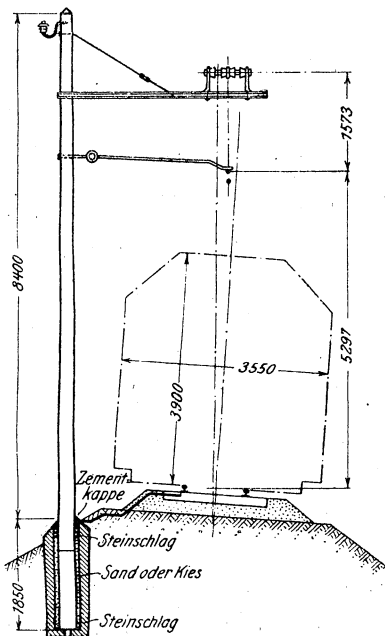 1573
8400
5297
3550
3900
Zement-
kappe
Steinschlag
Sand oder Kies
1850
Steinschlag